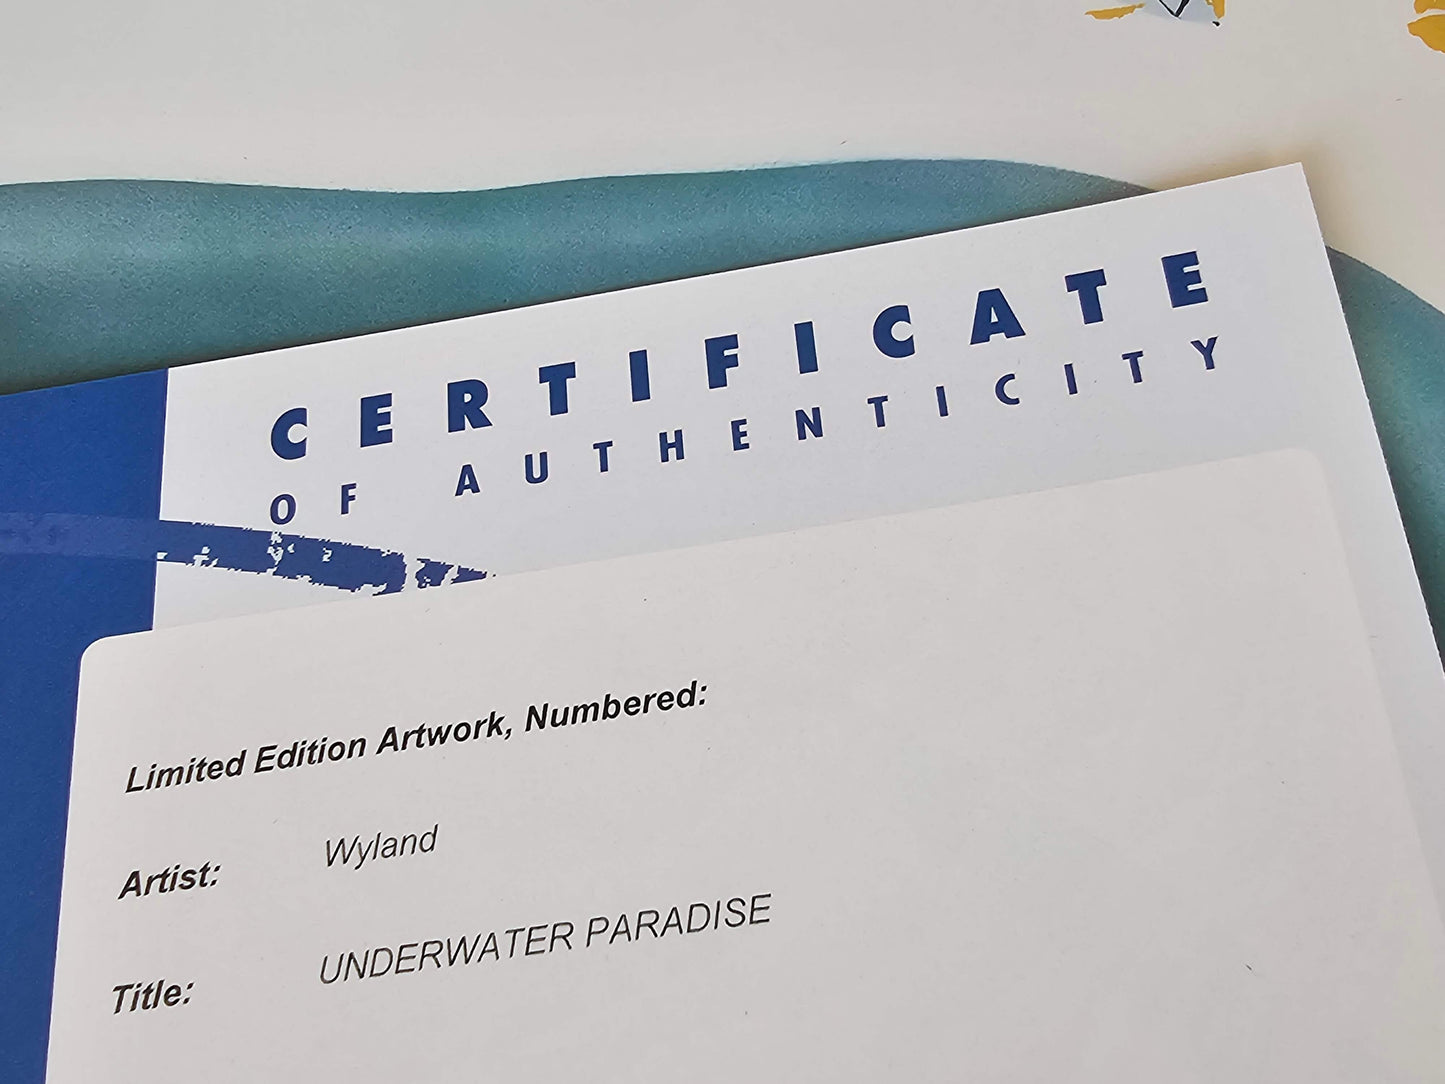 CERTIFICATE
OF AUTHENTICITY
Limited Edition Artwork, Numbered:
Artist: Wyland
Title: UNDERWATER PARADISE